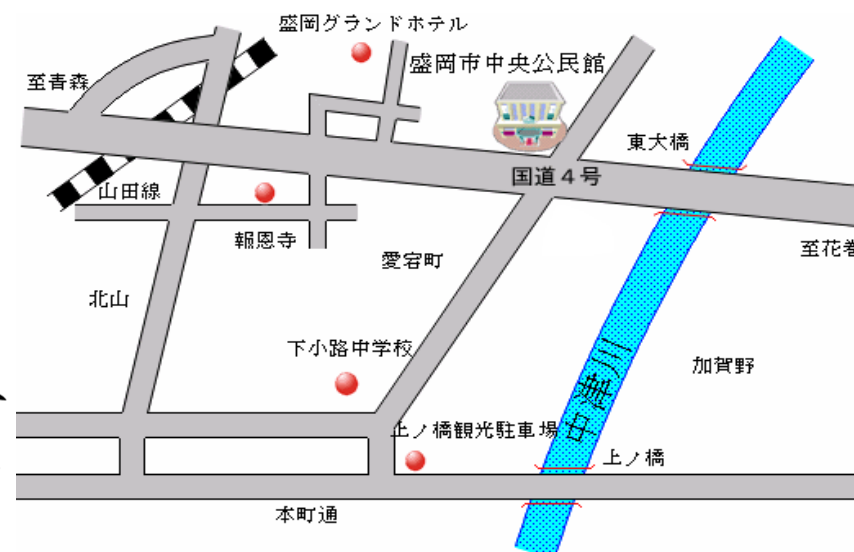 盛岡グランドホテル
盛岡市中央公民館
至青森
東大橋
国道４号
山田線
報恩寺
愛宕町
至花巻
北山
下小路中学校
加賀野
中津川
上ノ橋観光駐車場
上ノ橋
本町通